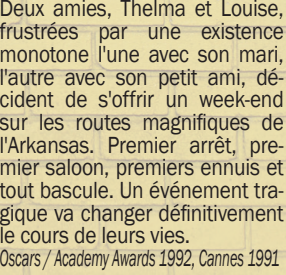 Deux amies, Thelma et Louise,
frustrées par une existence
monotone l'une avec son mari,
l'autre avec son petit ami, dé-
cident de s'offrir un week-end
sur les routes magnifiques de
l'Arkansas. Premier arrêt, pre-
mier saloon, premiers ennuis et
tout bascule. Un événement tra-
gique va changer définitivement
le cours de leurs vies.
Oscars / Academy Awards 1992, Cannes 1991